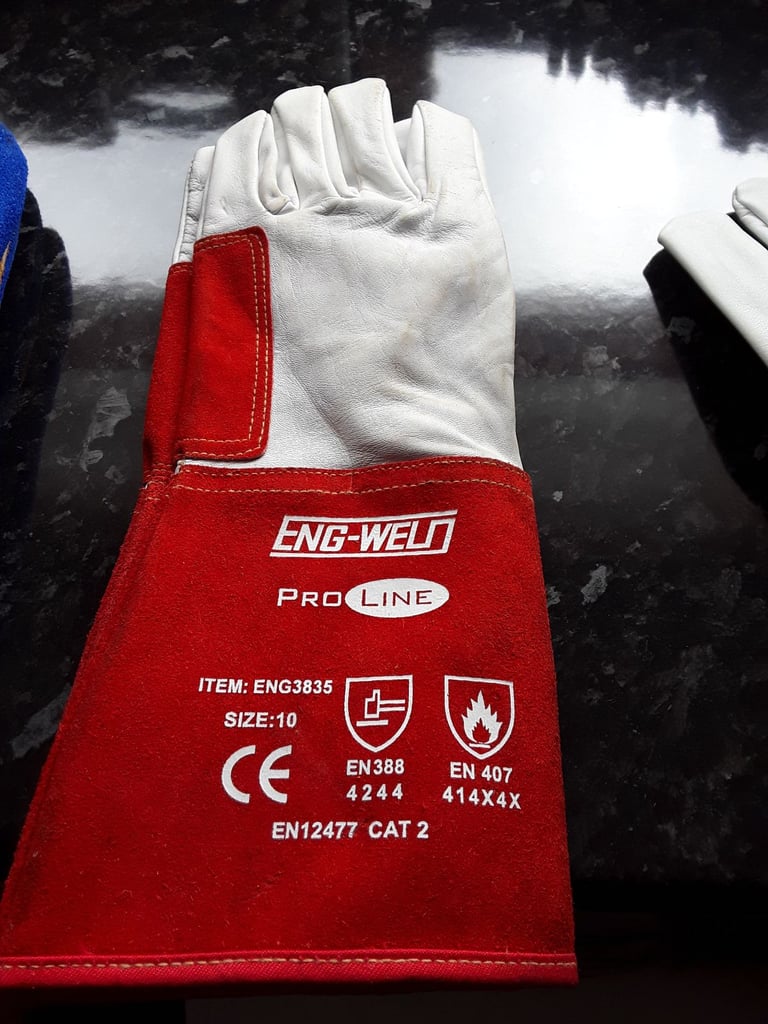 ENG-WELD
PRO LINE
ITEM: ENG3835
SIZE:10
CE
EN388
4244
EN 407
414X4X
EN12477 CAT 2